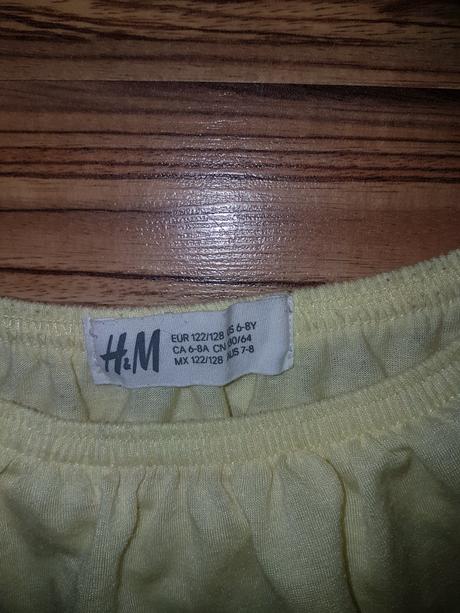 H&M
EUR 122/128 US 6-8Y
CA 6-8A CN 130/64
MX 122/128 AUS 7-8